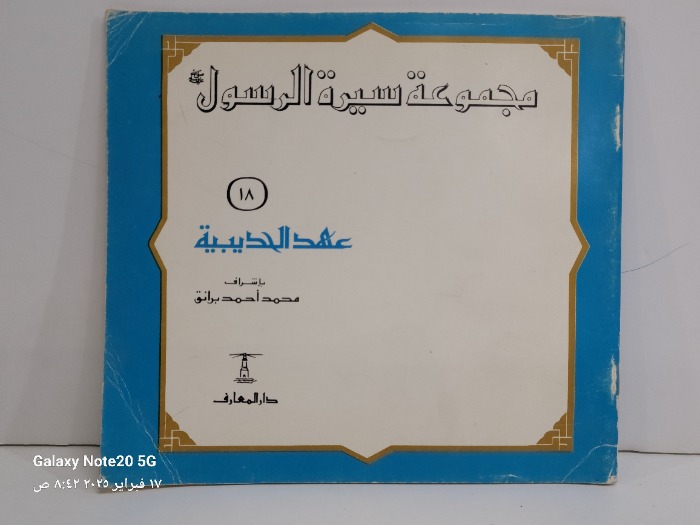 مجموعة سيرة الرسول ﷺ
١٨
عهد الحديبية
بإشراف
محمد أحمد برانق
دار المعارف
Galaxy Note20 5G
١٧ فبراير ٢٠٢٥ ٨:٤٢ ص